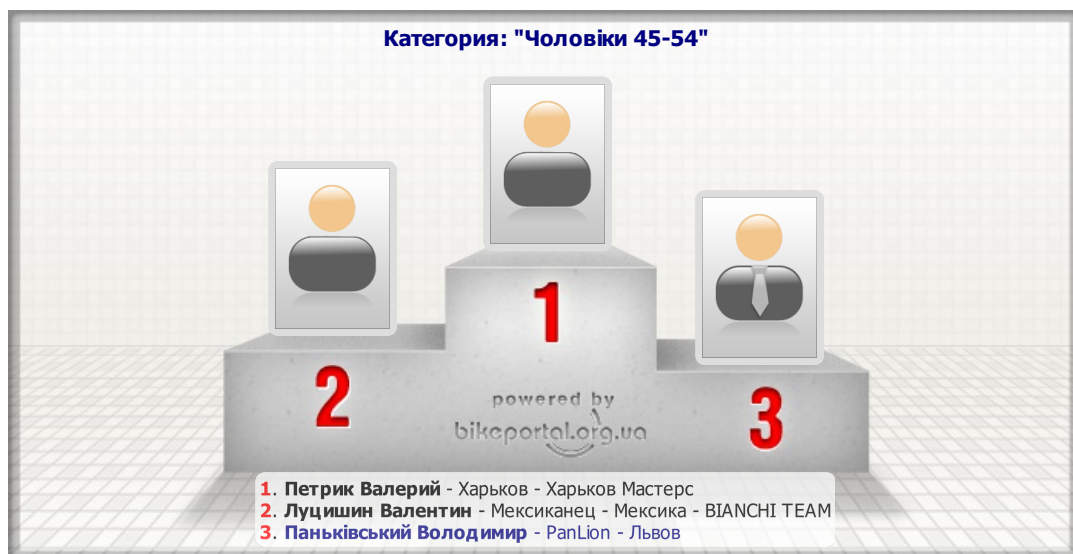 Категория: "Чоловіки 45-54"
1
2
3
powered by
bikeportal.org.ua
1. Петрик Валерий - Харьков - Харьков Мастерс
2. Луцишин Валентин - Мексиканец - Мексика - BIANCHI TEAM
3. Паньківський Володимир - PanLion - Львов